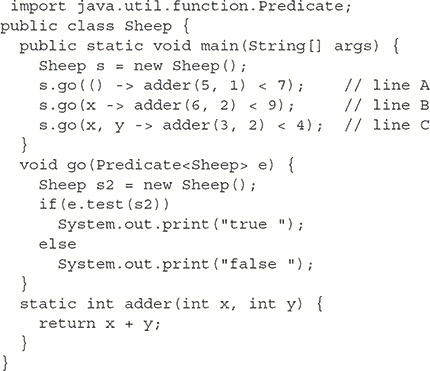 import java.util.function.Predicate;
public class Sheep {
  public static void main(String[] args) {
    Sheep s = new Sheep();
    s.go(() -> adder(5, 1) < 7);    // line A
    s.go(x -> adder(6, 2) < 9);     // line B
    s.go(x, y -> adder(3, 2) < 4);  // line C
  }
  void go(Predicate<Sheep> e) {
    Sheep s2 = new Sheep();
    if(e.test(s2))
      System.out.print("true ");
    else
      System.out.print("false ");
  }
  static int adder(int x, int y) {
    return x + y;
  }
}